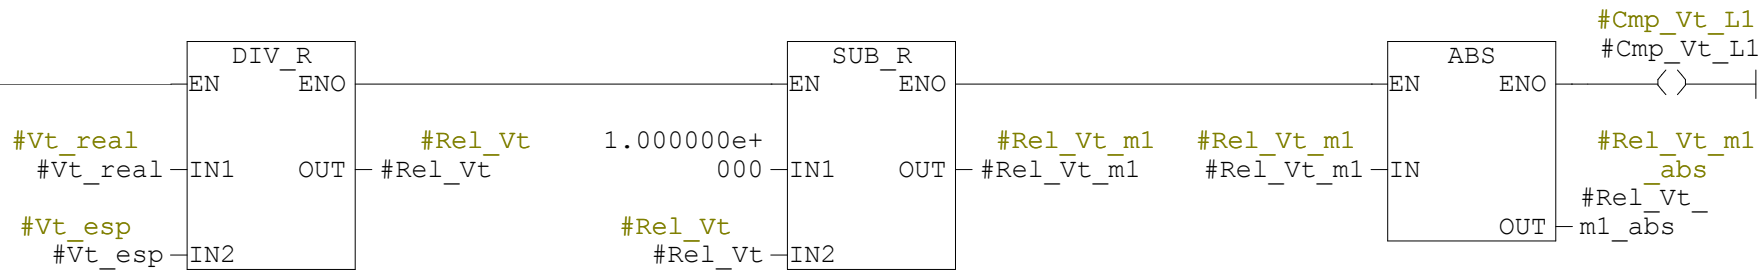 #Cmp_Vt_L1
#Cmp_Vt_L1
DIV_R
SUB_R
ABS
EN ENO
EN ENO
EN ENO
#Vt_real
#Rel_Vt
1.000000e+
#Rel_Vt_m1
#Rel_Vt_m1
#Rel_Vt_m1
#Vt_real
IN1 OUT
#Rel_Vt
000
IN1 OUT
#Rel_Vt_m1
#Rel_Vt_m1
IN
_abs
#Rel_Vt_
#Vt_esp
#Rel_Vt
OUT
m1_abs
#Vt_esp
IN2
#Rel_Vt
IN2